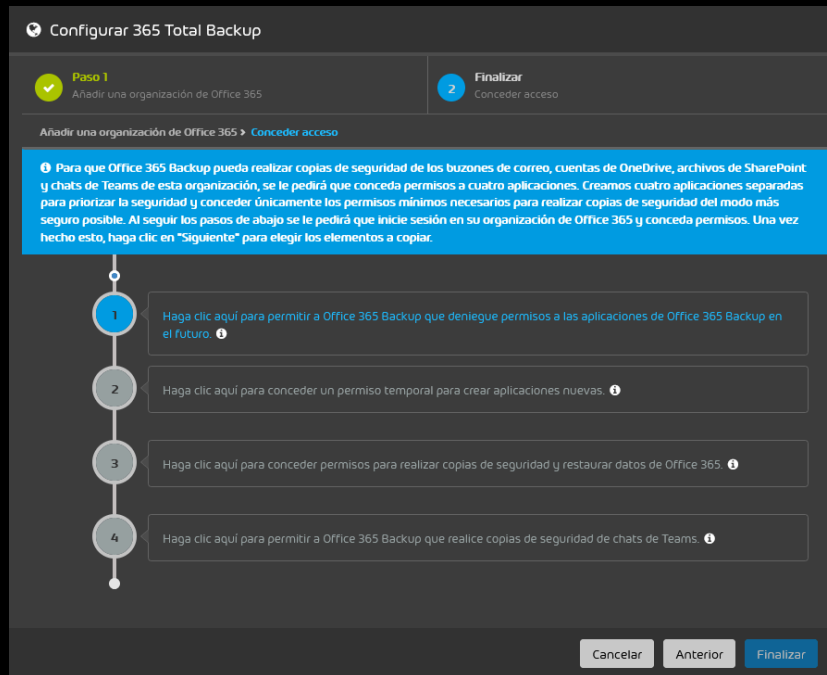 Configurar 365 Total Backup
Paso 1
Añadir una organización de Office 365
2
Finalizar
Conceder acceso
Añadir una organización de Office 365 > Conceder acceso
Para que Office 365 Backup pueda realizar copias de seguridad de los buzones de correo, cuentas de OneDrive, archivos de SharePoint
y chats de Teams de esta organización, se le pedirá que conceda permisos a cuatro aplicaciones. Creamos cuatro aplicaciones separadas
para priorizar la seguridad y conceder únicamente los permisos mínimos necesarios para realizar copias de seguridad del modo más
seguro posible. Al seguir los pasos de abajo se le pedirá que inicie sesión en su organización de Office 365 y conceda permisos. Una vez
hecho esto, haga clic en "Siguiente" para elegir los elementos a copiar.
1
Haga clic aquí para permitir a Office 365 Backup que deniegue permisos a las aplicaciones de Office 365 Backup en
el futuro.
2
Haga clic aquí para conceder un permiso temporal para crear aplicaciones nuevas.
3
Haga clic aquí para conceder permisos para realizar copias de seguridad y restaurar datos de Office 365.
4
Haga clic aquí para permitir a Office 365 Backup que realice copias de seguridad de chats de Teams.
Cancelar
Anterior
Finalizar